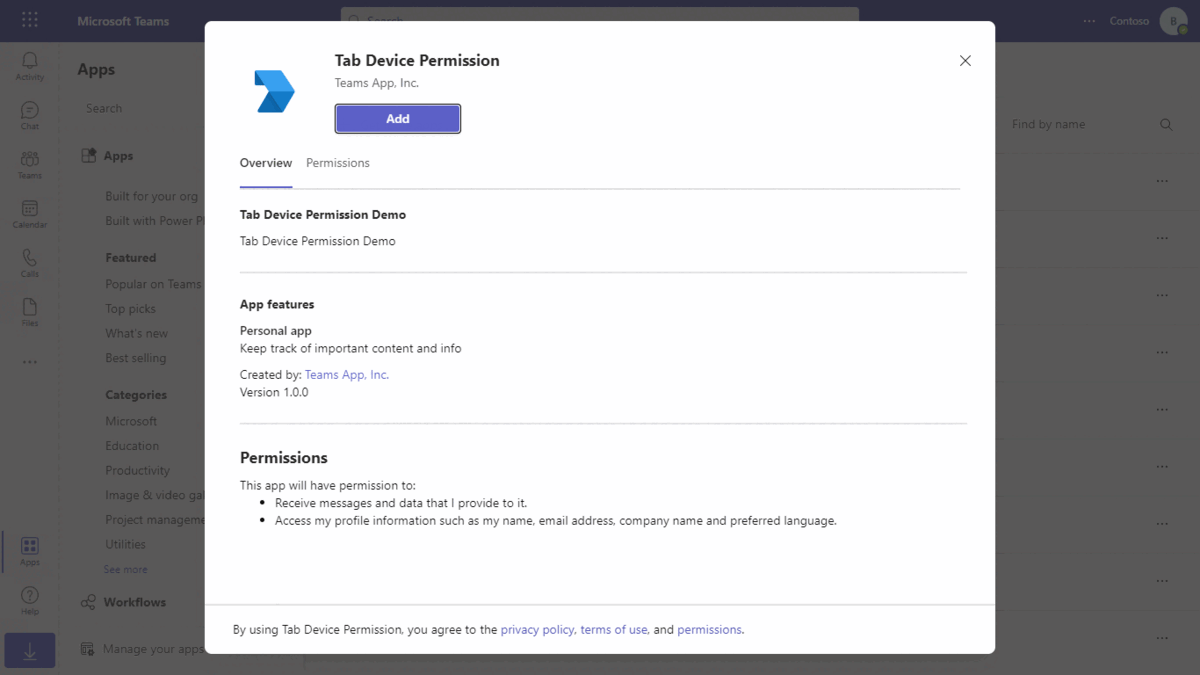 Microsoft Teams
Search
Contoso
B
Activity
Chat
Teams
Calendar
Calls
Files
Apps
Help
Apps
Search
Apps
Built for your org
Built with Power
Featured
Popular on Teams
Top picks
What's new
Best selling
Categories
Microsoft
Education
Productivity
Image & video
Project
Utilities
See more
Workflows
Manage your apps
Find by name
Tab Device Permission
Teams App, Inc.
Add
Overview Permissions
Tab Device Permission Demo
Tab Device Permission Demo
App features
Personal app
Keep track of important content and info
Created by: Teams App, Inc.
Version 1.0.0
Permissions
This app will have permission to:
• Receive messages and data that I provide to it.
• Access my profile information such as my name, email address, company name and preferred language.
By using Tab Device Permission, you agree to the privacy policy, terms of use, and permissions.